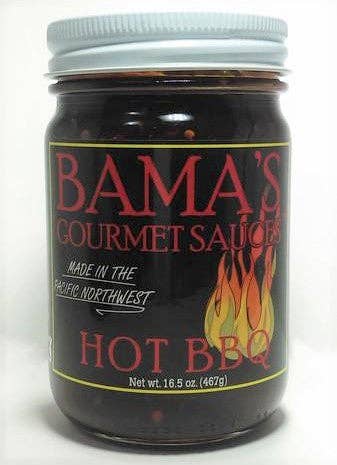 BAMA'S
GOURMET SAUCES
MADE IN THE
PACIFIC NORTHWEST
HOT BBQ
Net wt. 16.5 oz. (467g)